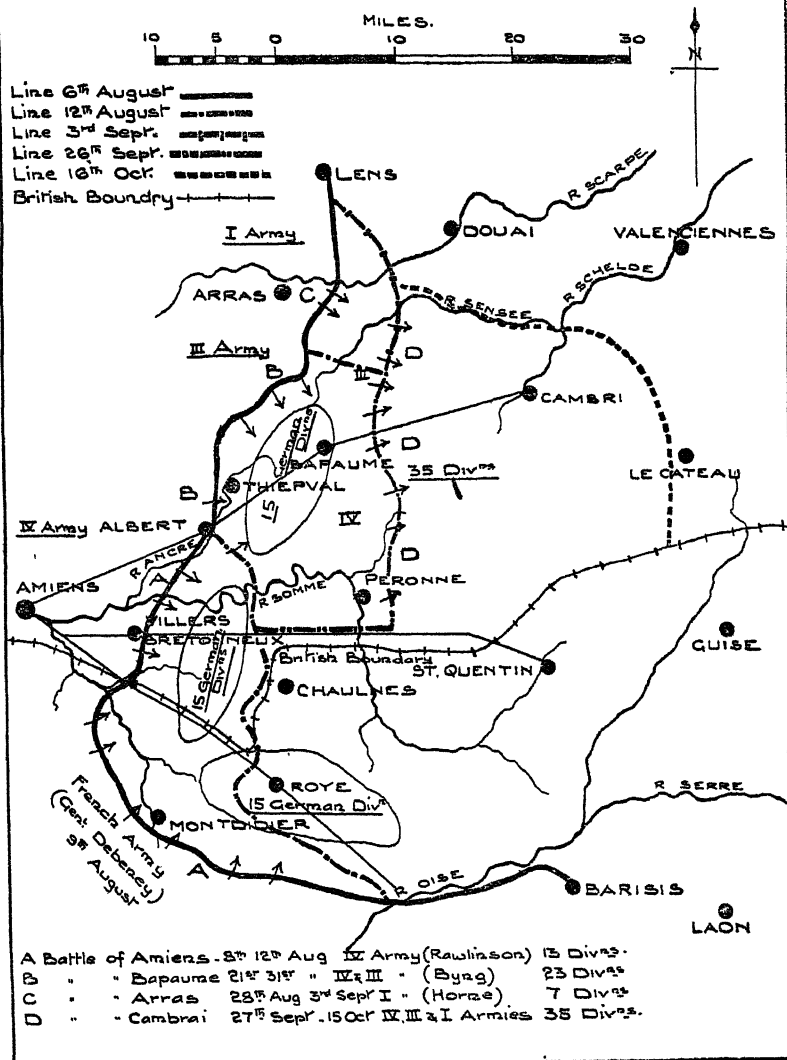 MILES.
10 5 0 10 20 30
N
Line 6th August
Line 12th August
Line 3rd Sept.
Line 26th Sept.
Line 16th Oct.
British Boundry
LENS
R SCARPE
I Army
DOUAI
VALENCIENNES
R SCHELDE
ARRAS
C
R SENSEE
III Army
D
B
III
CAMBRI
15 German Divns
BAPAUME
D
35 Divns
LE CATEAU
THIEPVAL
B
IV
IV Army ALBERT
R ANCRE
D
A
AMIENS
R SOMME
PERONNE
VILLERS
BRETONNEUX
GUISE
British Boundary
ST, QUENTIN
15 German Divns
CHAULNES
ROYE
15 German Divn
R SERRE
MONTDIDIER
French Army
(Genl Debeney)
9th August
A
R OISE
BARISIS
LAON
A Battle of Amiens - 8th 12th Aug IV Army (Rawlinson) 13 Divns.
B " " Bapaume 21st 31st " IV & III " (Byng) 23 Divns
C " " Arras 28th Aug 3rd Sept I " (Horne) 7 Divns
D " " Cambrai 27th Sept - 15 Oct IV, III & I Armies 35 Divns.